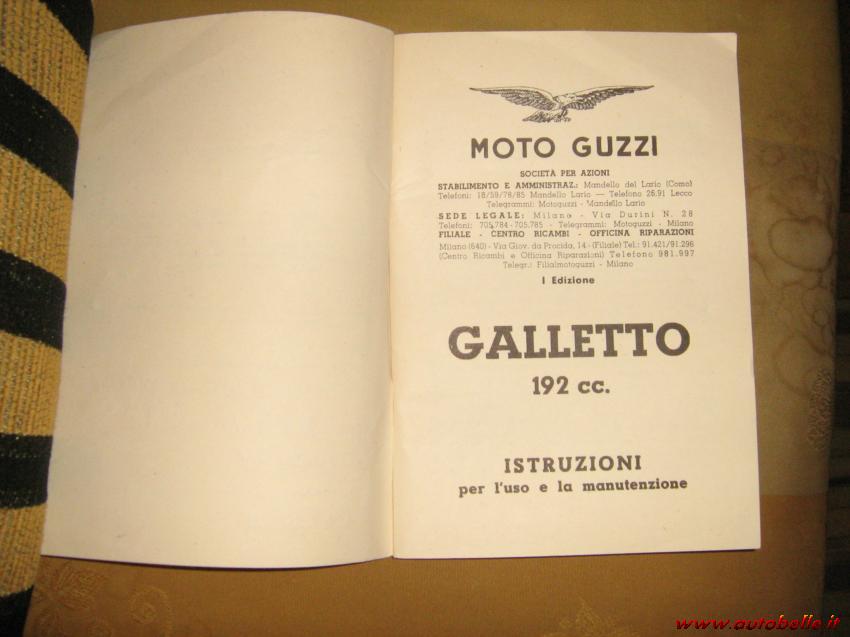 MOTO GUZZI
SOCIETÀ PER AZIONI
STABILIMENTO E AMMINISTRAZ.: Mandello del Lario (Como)
Telefoni: 18/59/78/85 Mandello Lario — Telefono 26.91 Lecco
Telegrammi: Motoguzzi - Mandello Lario
SEDE LEGALE: Milano - Via Durini N. 28
Telefoni: 705.784 - 705.785 - Telegrammi: Motoguzzi - Milano
FILIALE - CENTRO RICAMBI - OFFICINA RIPARAZIONI
Milano (640) - Via Giov. da Procida, 14 - (Filiale) Tel.: 91.421/91.296
(Centro Ricambi e Officina Riparazioni) Telefono 981.997
Telegr.: Filialmotoguzzi - Milano
I Edizione
GALLETTO
192 cc.
ISTRUZIONI
per l'uso e la manutenzione
www.autobelle.it